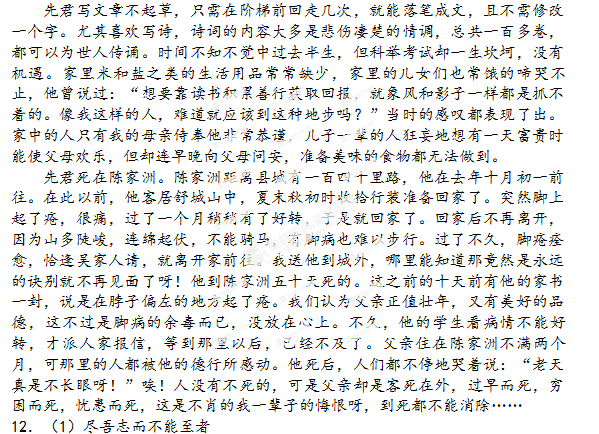 先君写文章不起草，只需在阶梯前回走几次，就能落笔成文，且不需修改
一个字。尤其喜欢写诗，诗词的内容大多是悲伤凄楚的情调，总共一百多卷，
都可以为世人传诵。时间不知不觉中过去半生，但科举考试却一生坎坷，没有
机遇。家里米和盐之类的生活用品常常缺少，家里的儿女们也常饿的啼哭不
止，他曾说过：“想要靠读书积累善行获取回报，就象风和影子一样都是抓不
着的。像我这样的人，难道就应该到这种地步吗？”当时的感叹都表现了出。
家中的人只有我的母亲侍奉他非常恭谨，儿子一辈的人狂妄地想有一天富贵时
能使父母欢乐，但却连早晚向父母问安，准备美味的食物都无法做到。
先君死在陈家洲。陈家洲距离县城有一百四十里路，他在去年十月初一前
往。在此以前，他客居舒城山中，夏末秋初时收拾行装准备回家了。突然脚上
起了疮，很痛，过了一个月稍稍有了好转，于是就回家了。回家后不再离开，
因为山多陡峻，连绵起伏，不能骑马，有脚病也难以步行。过了不久，脚疮痊
愈，恰逢吴家人请，就离开家前往。我送他到城外，哪里能知道那竟然是永远
的诀别就不再见面了呀！他到陈家洲五十天死的。这之前的十天前有他的家书
一封，说是在脖子偏左的地方起了疮。我们认为父亲正值壮年，又有美好的品
德，这不过是脚病的余毒而已，没放在心上。不久，他的学生看病情不能好
转，才派人家报信，等到那里以后，已经不及了。父亲住在陈家洲不满两个
月，可那里的人都被他的德行所感动。他死后，人们都不停地哭着说：“老天
真是不长眼呀！”唉！人没有不死的，可是父亲却是客死在外，过早而死，穷
困而死，忧患而死，这是不肖的我一辈子的悔恨呀，到死都不能消除……
12．（1）尽吾志而不能至者